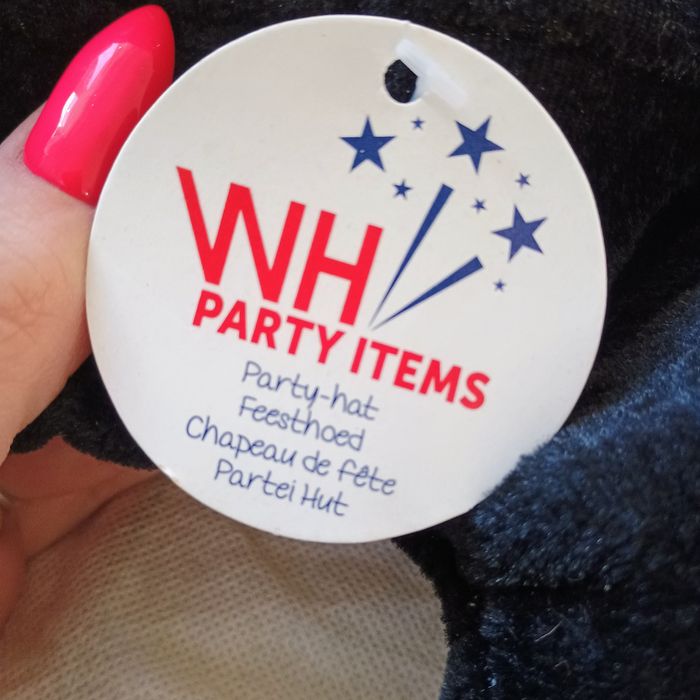 WH
PARTY ITEMS
Party-hat
Feesthoed
Chapeau de fête
Partei Hut